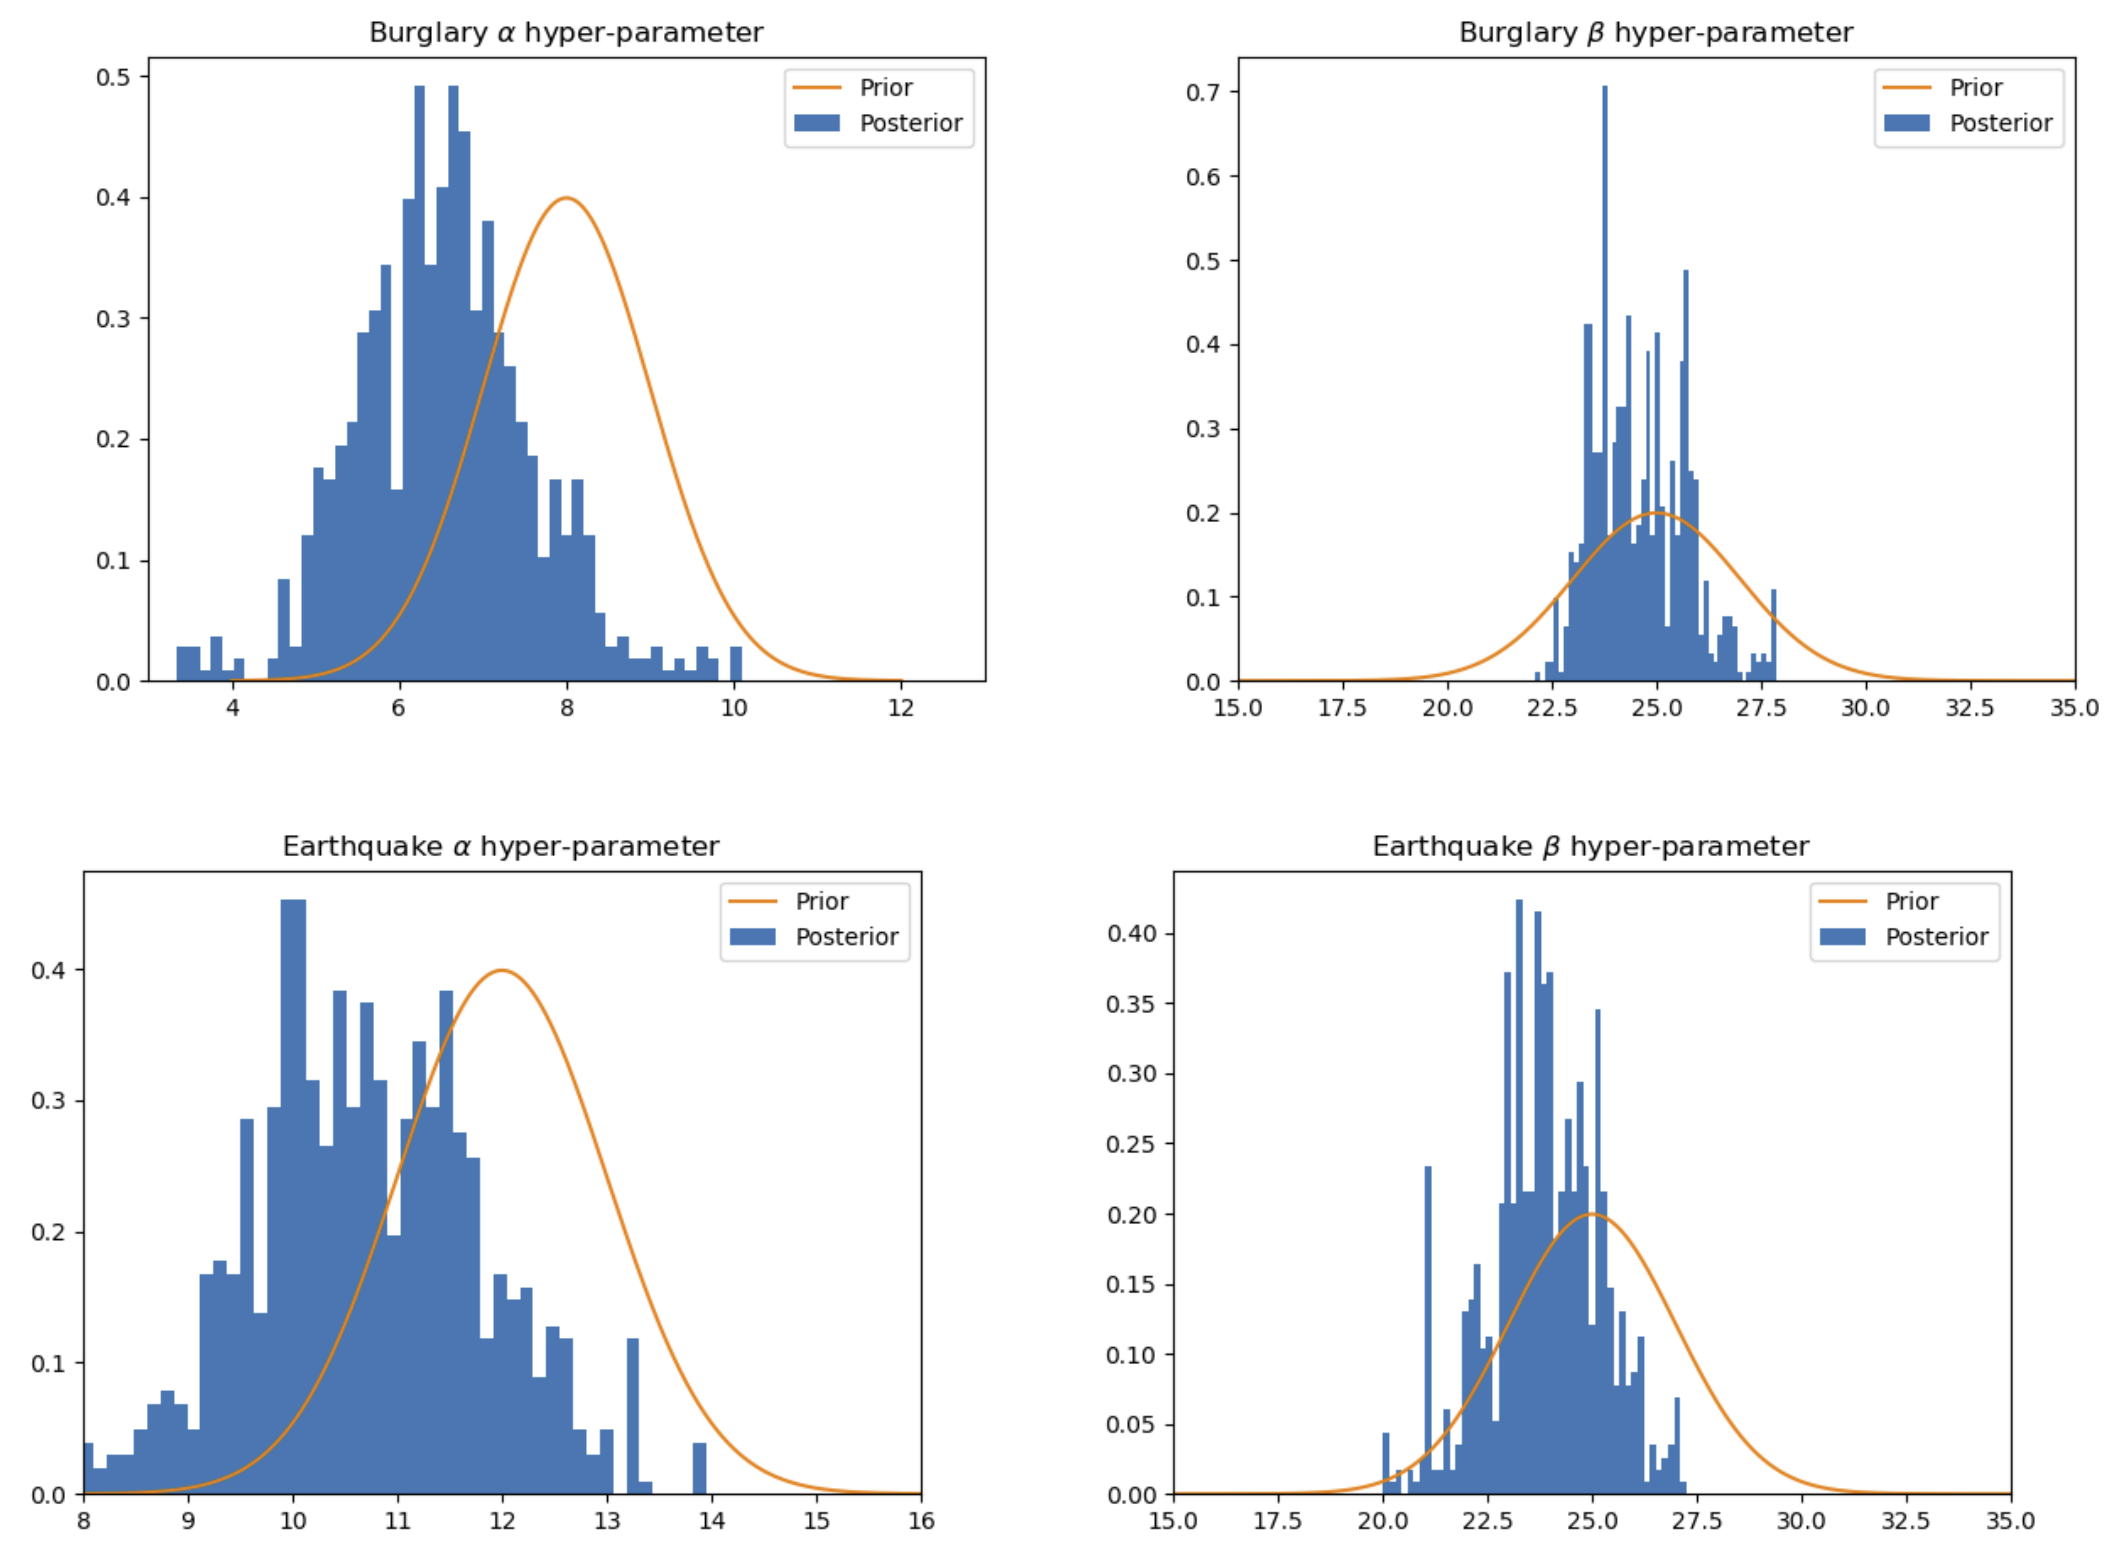 Burglary α hyper-parameter
0.5
0.4
0.3
0.2
0.1
0.0
4 6 8 10 12
Prior
Posterior
Burglary β hyper-parameter
0.7
0.6
0.5
0.4
0.3
0.2
0.1
0.0
15.0 17.5 20.0 22.5 25.0 27.5 30.0 32.5 35.0
Prior
Posterior
Earthquake α hyper-parameter
0.4
0.3
0.2
0.1
0.0
8 9 10 11 12 13 14 15 16
Prior
Posterior
Earthquake β hyper-parameter
0.40
0.35
0.30
0.25
0.20
0.15
0.10
0.05
0.00
15.0 17.5 20.0 22.5 25.0 27.5 30.0 32.5 35.0
Prior
Posterior